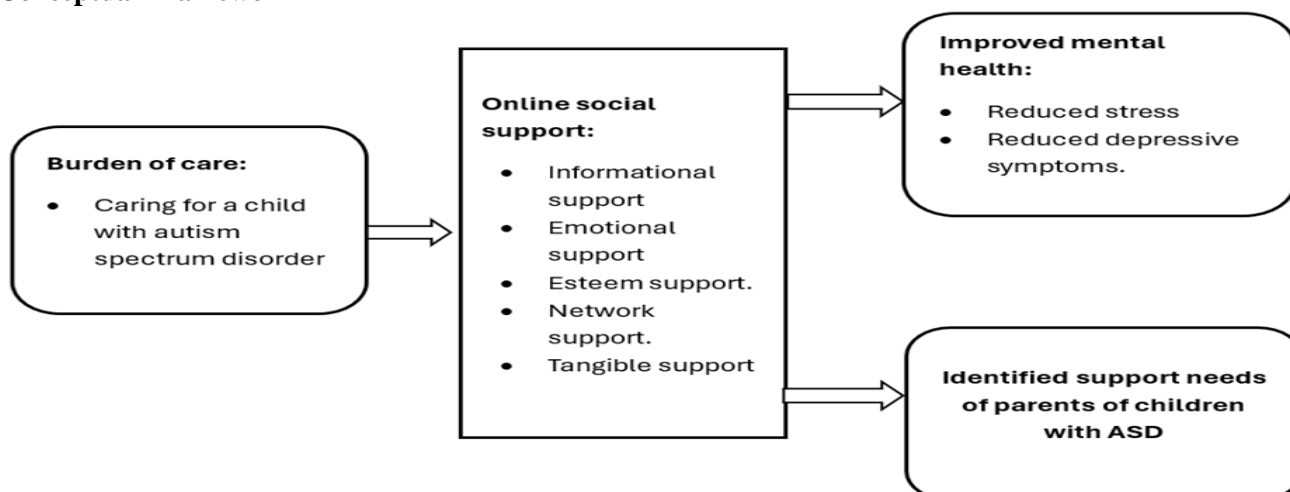 Burden of care:
• Caring for a child
with autism
spectrum disorder
Online social
support:
• Informational
support
• Emotional
support
• Esteem support.
• Network
support.
• Tangible support
Improved mental
health:
• Reduced stress
• Reduced depressive
symptoms.
Identified support needs
of parents of children
with ASD